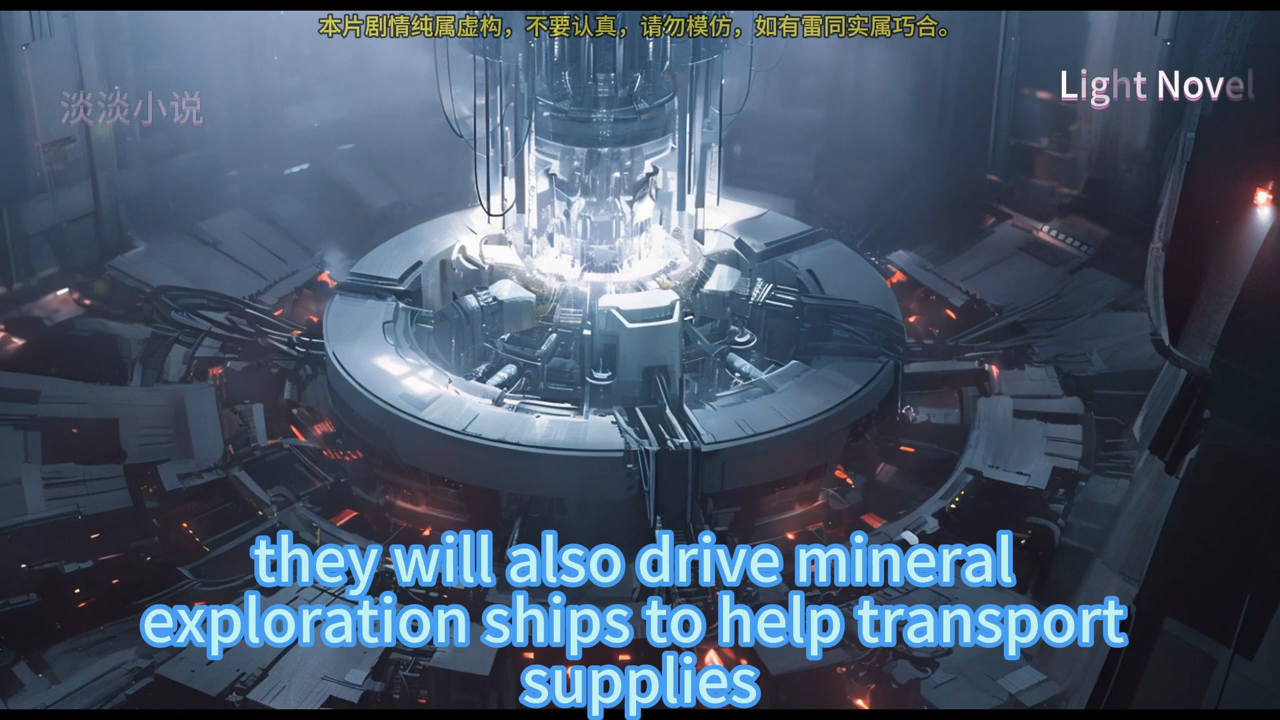 本片剧情纯属虚构，不要认真，请勿模仿，如有雷同实属巧合。
淡淡小说
Light Novel
they will also drive mineral
exploration ships to help transport
supplies